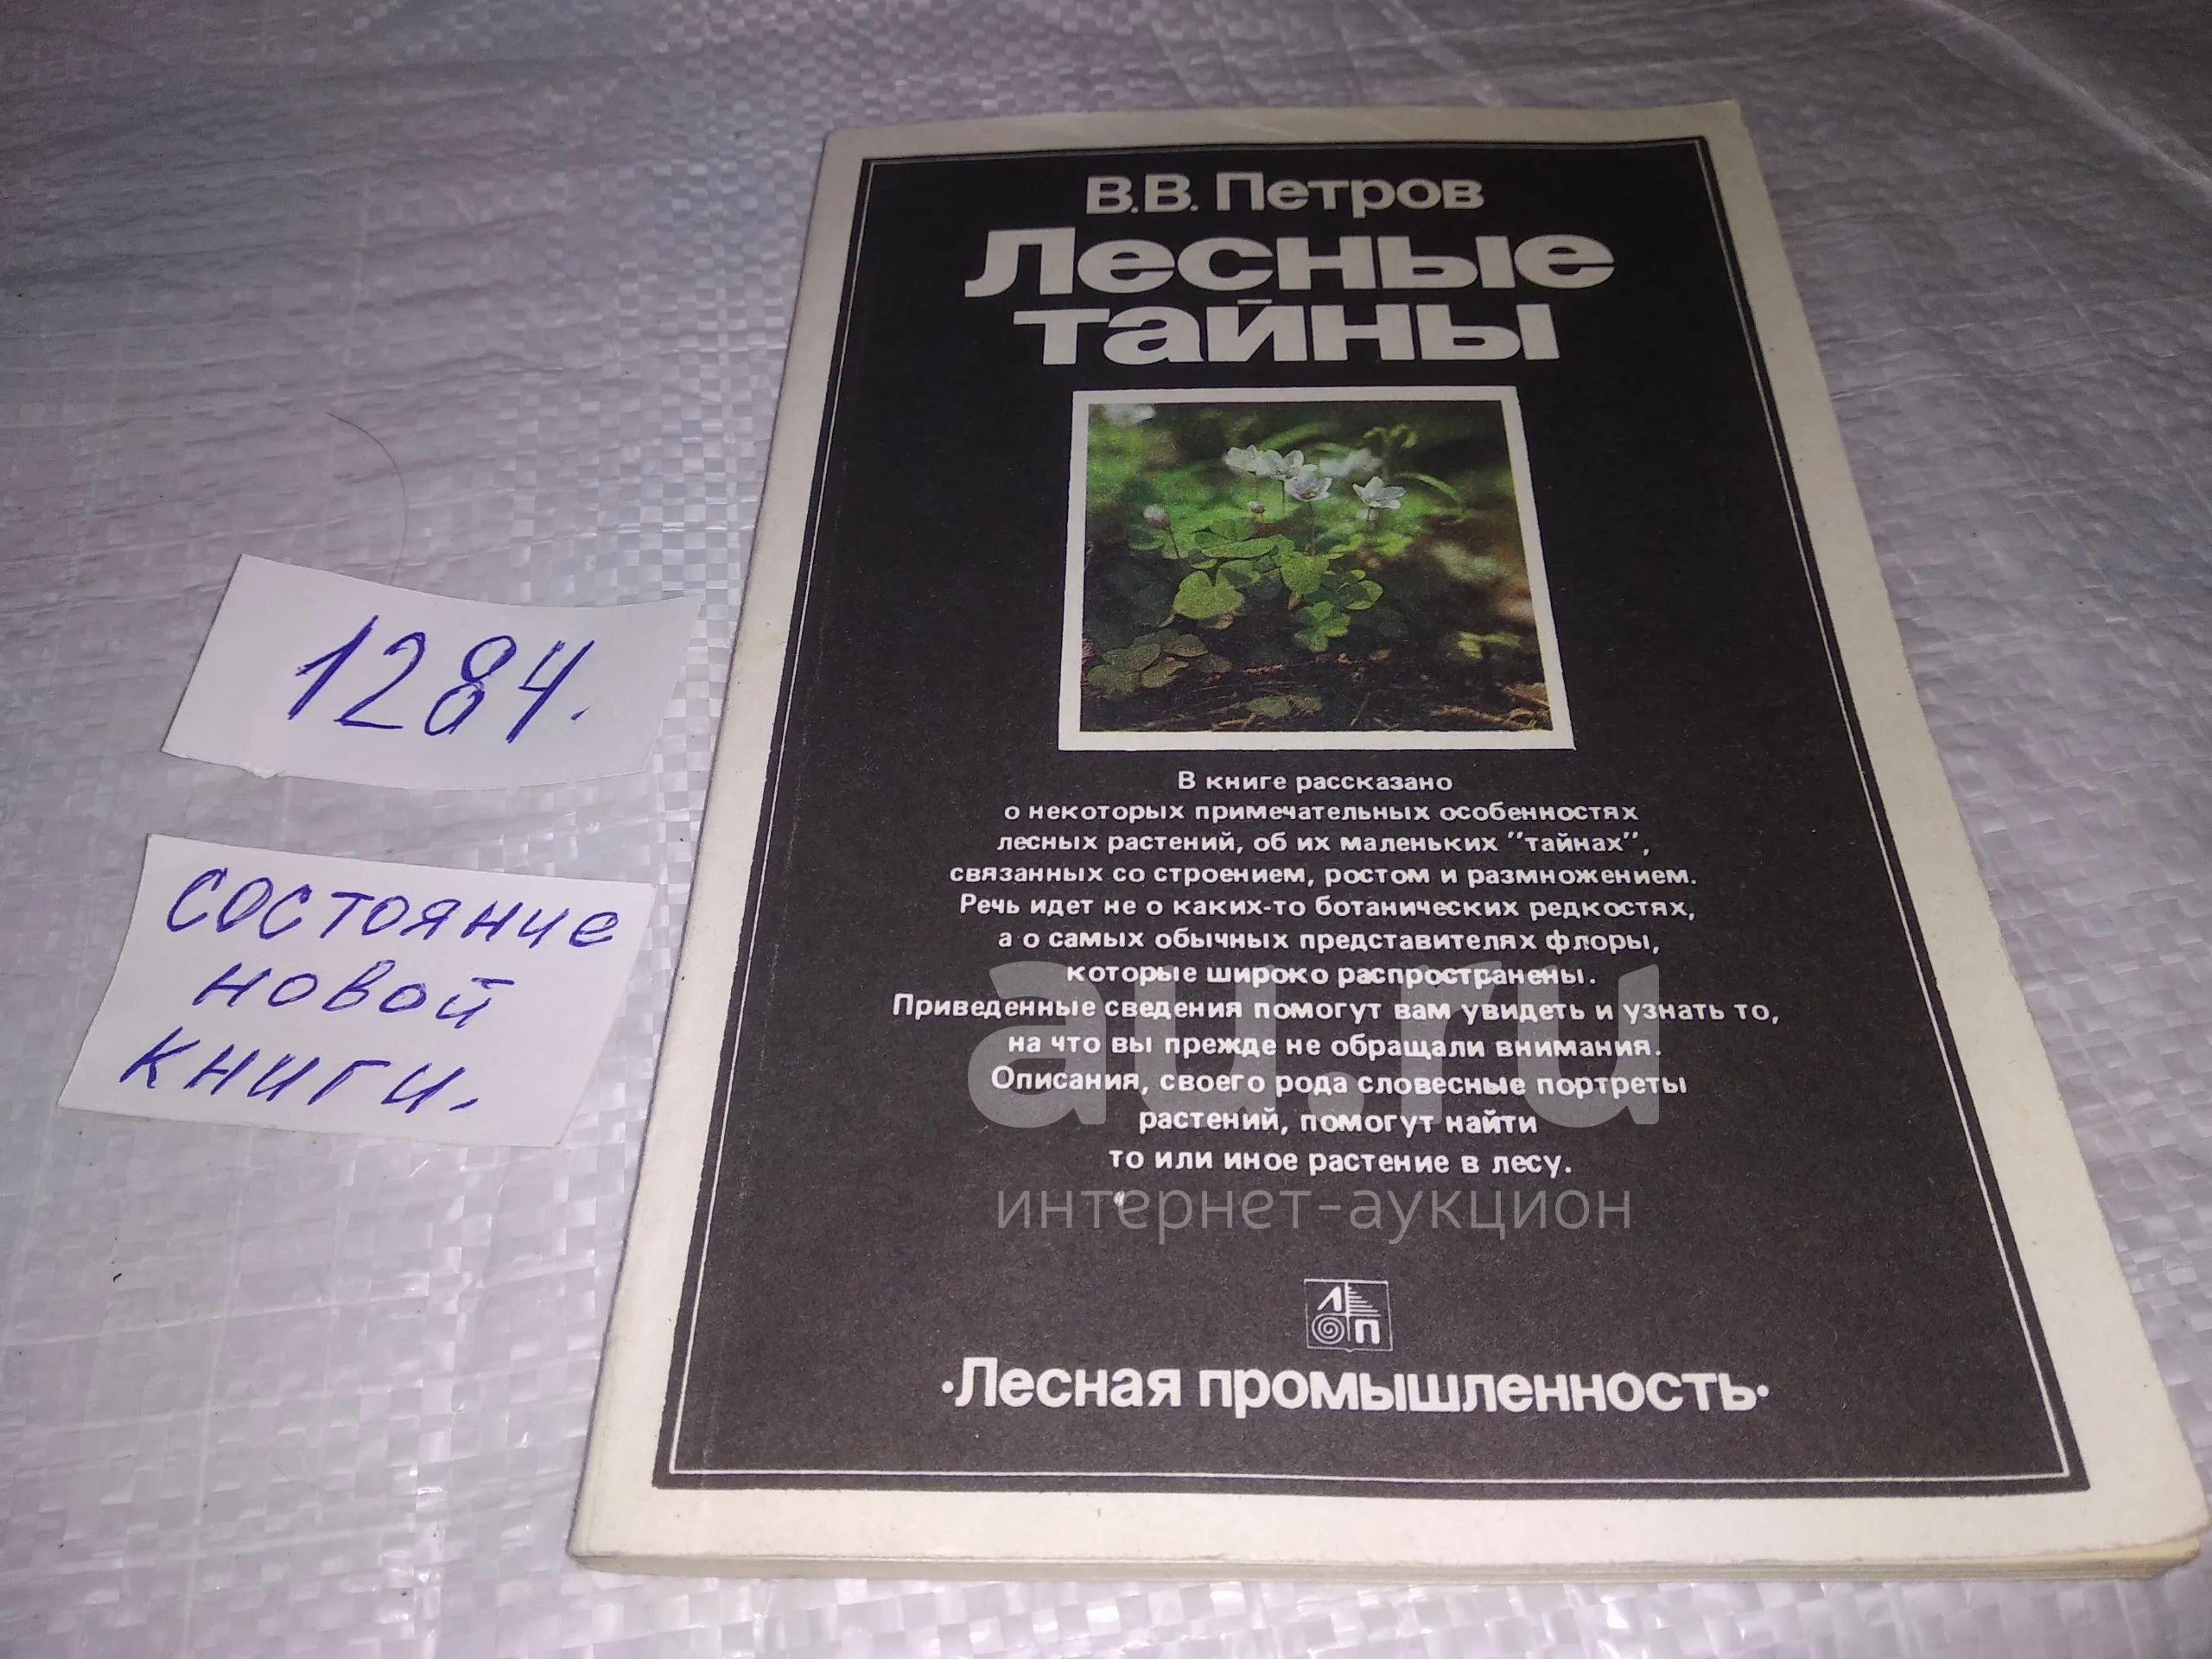 В.В. Петров
Лесные
тайны
1284.
состояние
новой
книги.
В книге рассказано
о некоторых примечательных особенностях
лесных растений, об их маленьких "тайнах",
связанных со строением, ростом и размножением.
Речь идет не о каких-то ботанических редкостях,
а о самых обычных представителях флоры,
которые широко распространены.
Приведенные сведения помогут вам увидеть и узнать то,
на что вы прежде не обращали внимания.
Описания, своего рода словесные портреты
растений, помогут найти
то или иное растение в лесу.
au.ru
интернет-аукцион
Л
П
·Лесная промышленность·